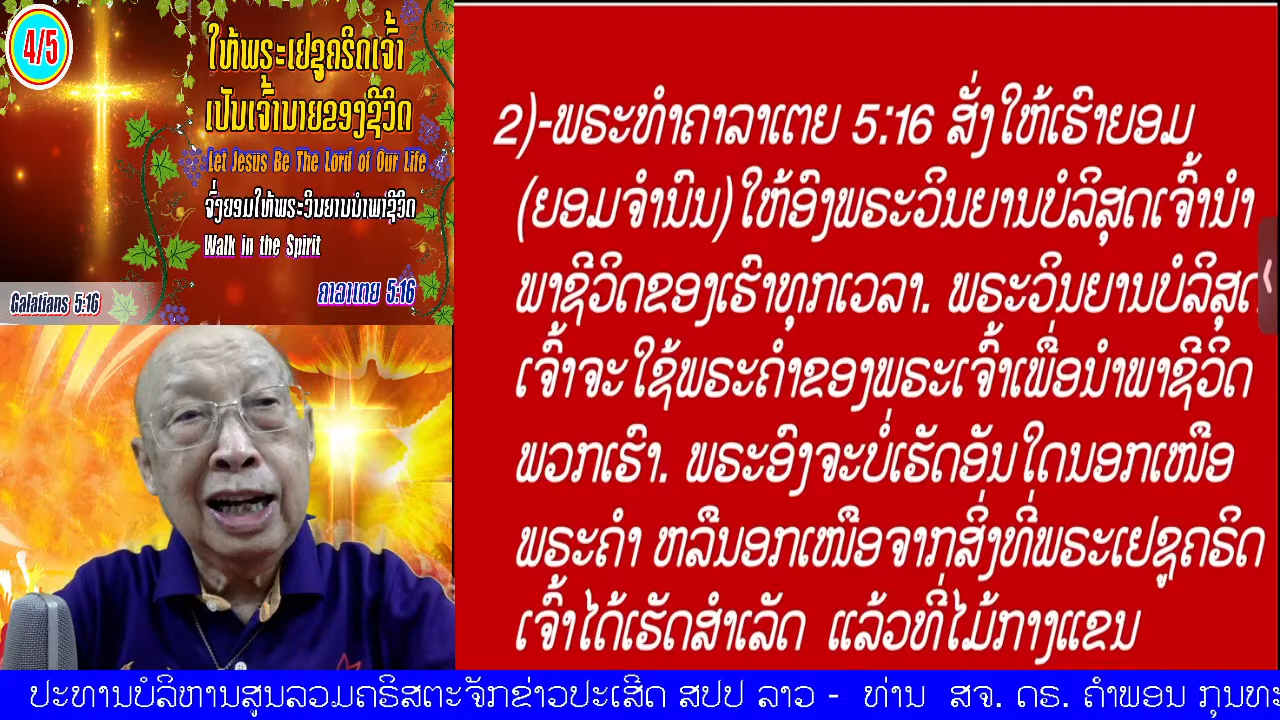 4/5
ໃຫ້ພຣະເຢຊູຄຣິດເຈົ້າ
ເປັນເຈົ້ານາຍຂອງຊີວິດ
Let Jesus Be The Lord of Our Life
ຈົ່ງຍອມໃຫ້ພຣະວິນຍານນຳພາຊີວິດ
Walk in the Spirit
ຄາລາເຕຍ 5:16
Galatians 5:16
2)-ພຣະທຳຄາລາເຕຍ 5:16 ສັ່ງໃຫ້ເຮົາຍອມ
(ຍອມຈຳນົນ) ໃຫ້ອົງພຣະວິນຍານບໍລິສຸດເຈົ້ານຳ
ພາຊີວິດຂອງເຮົາທຸກເວລາ. ພຣະວິນຍານບໍລິສຸດ
ເຈົ້າຈະໃຊ້ພຣະຄຳຂອງພຣະເຈົ້າເພື່ອນຳພາຊີວິດ
ພວກເຮົາ. ພຣະອົງຈະບໍ່ເຮັດອັນໃດນອກເໜືອ
ພຣະຄຳ ຫລືນອກເໜືອຈາກສິ່ງທີ່ພຣະເຢຊູຄຣິດ
ເຈົ້າໄດ້ເຮັດສຳເລັດ ແລ້ວທີ່ໄມ້ກາງແຂນ
ປະທານບໍລິຫານສູນລວມຄຣິສຕະຈັກຂ່າວປະເສີດ ສປປ ລາວ - ທ່ານ ສຈ. ດຣ. ຄຳພອນ ກຸນທະ